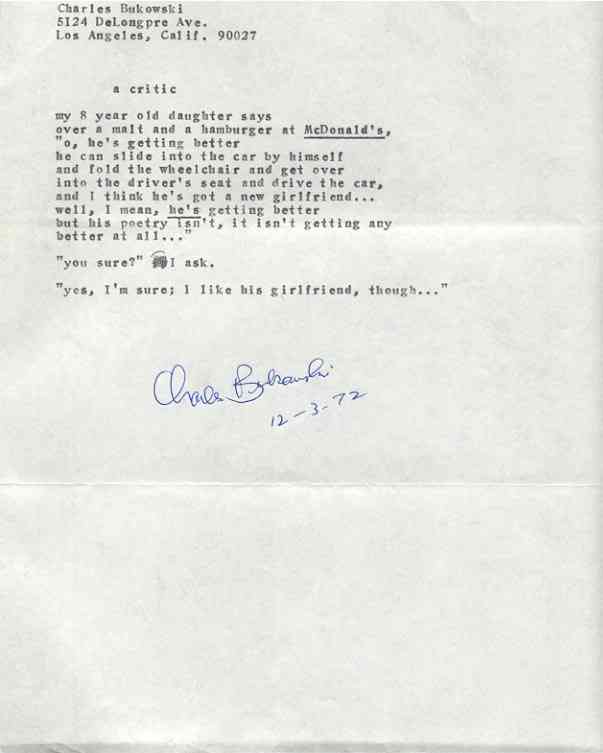 Charles Bukowski
5124 DeLongpre Ave.
Los Angeles, Calif. 90027
a critic
my 8 year old daughter says
over a malt and a hamburger at McDonald's,
"o, he's getting better
he can slide into the car by himself
and fold the wheelchair and get over
into the driver's seat and drive the car,
and I think he's got a new girlfriend...
well, I mean, he's getting better
but his poetry isn't, it isn't getting any
better at all..."
"you sure?" I ask.
"yes, I'm sure; I like his girlfriend, though..."
Charles Bukowski
12-3-72